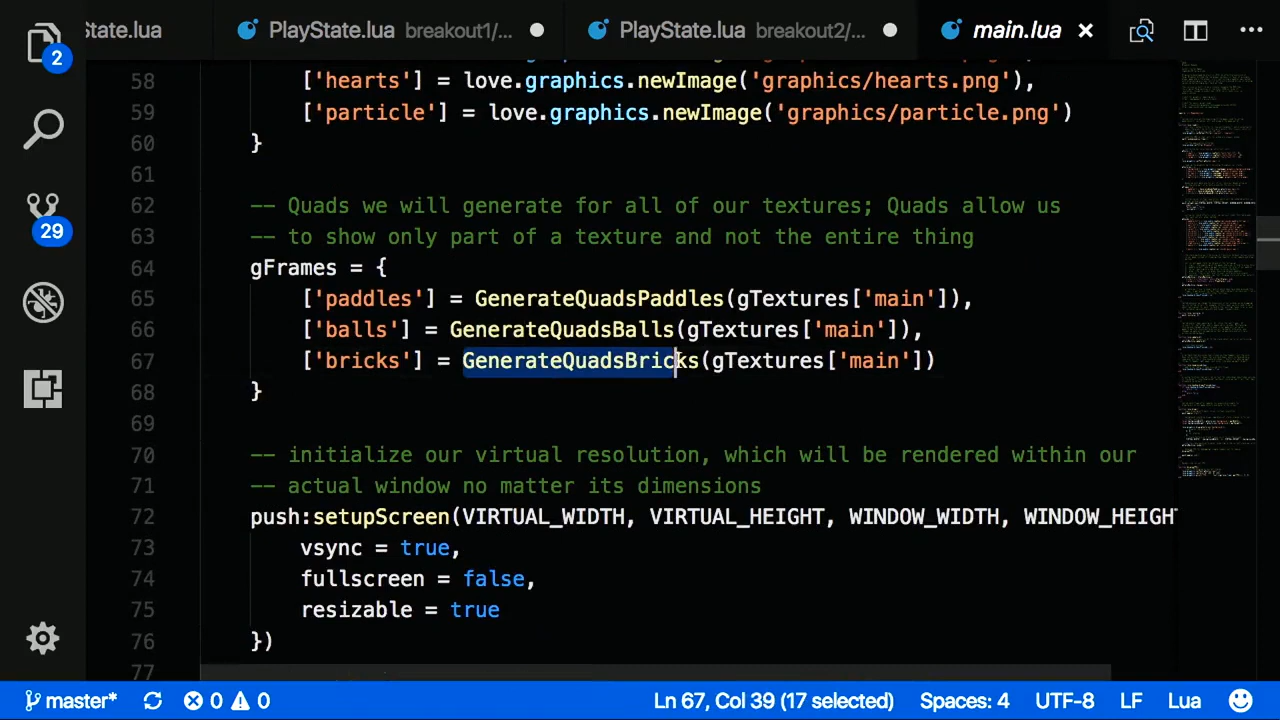 State.lua
PlayState.lua breakout1/...
PlayState.lua breakout2/...
main.lua
2
29
58 ['hearts'] = love.graphics.newImage('graphics/hearts.png'),
59 ['particle'] = love.graphics.newImage('graphics/particle.png')
60 }
61
62 -- Quads we will generate for all of our textures; Quads allow us
63 -- to show only part of a texture and not the entire thing
64 gFrames = {
65 ['paddles'] = GenerateQuadsPaddles(gTextures['main']),
66 ['balls'] = GenerateQuadsBalls(gTextures['main']),
67 ['bricks'] = GenerateQuadsBricks(gTextures['main'])
68 }
69
70 -- initialize our virtual resolution, which will be rendered within our
71 -- actual window no matter its dimensions
72 push:setupScreen(VIRTUAL_WIDTH, VIRTUAL_HEIGHT, WINDOW_WIDTH, WINDOW_HEIGHT
73 vsync = true,
74 fullscreen = false,
75 resizable = true
76 })
77
master* 0 0 Ln 67, Col 39 (17 selected) Spaces: 4 UTF-8 LF Lua